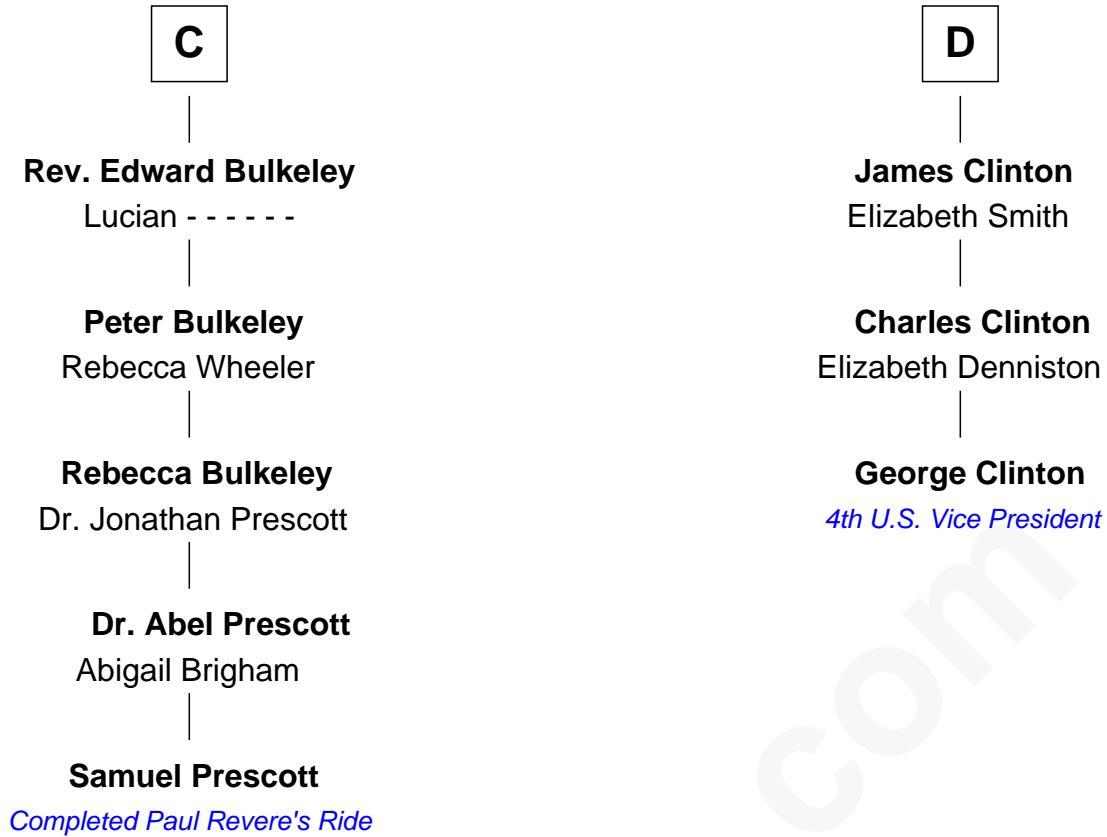 C
Rev. Edward Bulkeley
Lucian - - - - - -
Peter Bulkeley
Rebecca Wheeler
Rebecca Bulkeley
Dr. Jonathan Prescott
Dr. Abel Prescott
Abigail Brigham
Samuel Prescott
Completed Paul Revere's Ride
D
James Clinton
Elizabeth Smith
Charles Clinton
Elizabeth Denniston
George Clinton
4th U.S. Vice President
com